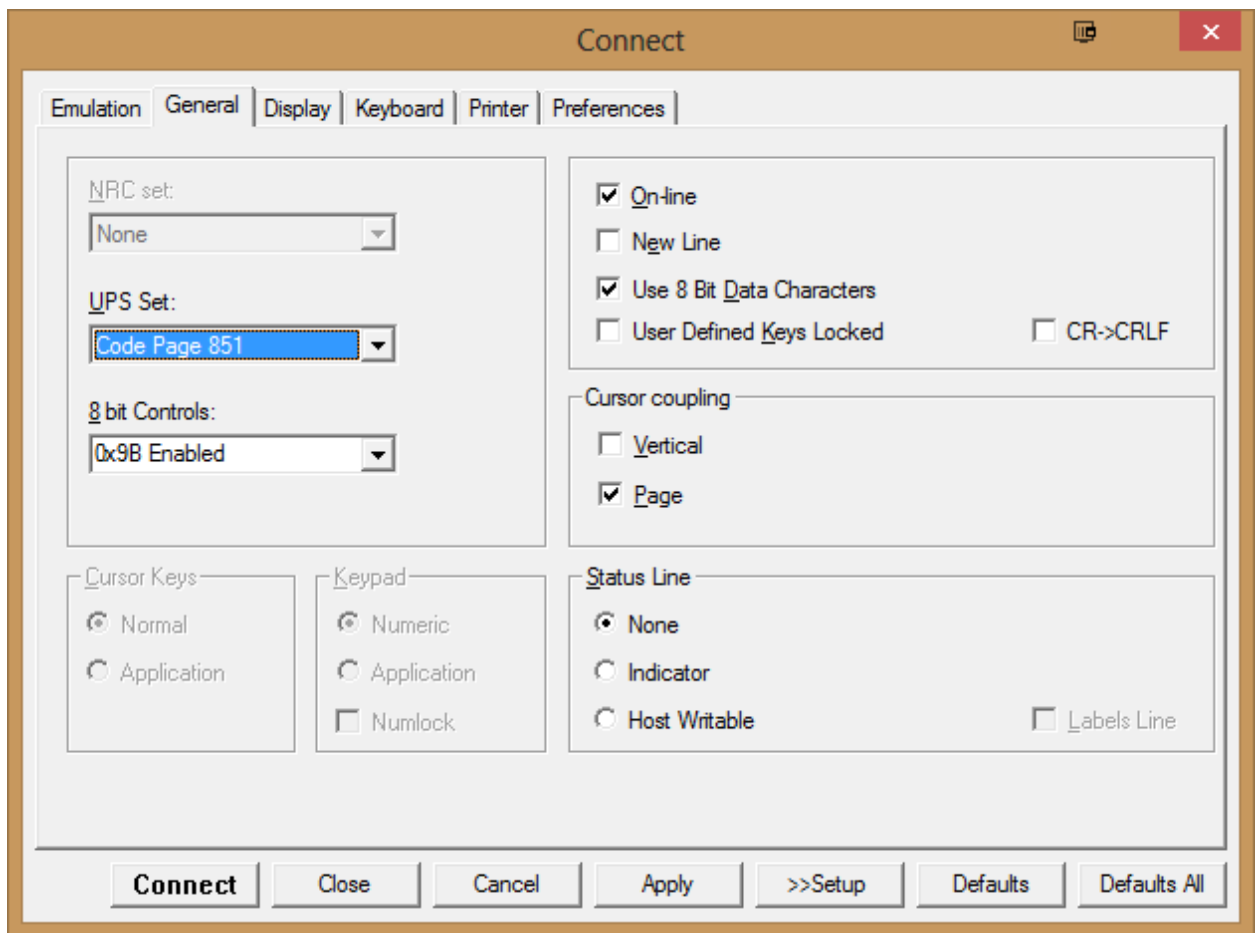 Connect
Emulation General Display Keyboard Printer Preferences
NRC set:
None
UPS Set:
Code Page 851
8 bit Controls:
0x9B Enabled
On-line
New Line
Use 8 Bit Data Characters
User Defined Keys Locked CR->CRLF
Cursor coupling
Vertical
Page
Cursor Keys
Normal
Application
Keypad
Numeric
Application
Numlock
Status Line
None
Indicator
Host Writable Labels Line
Connect Close Cancel Apply >>Setup Defaults Defaults All